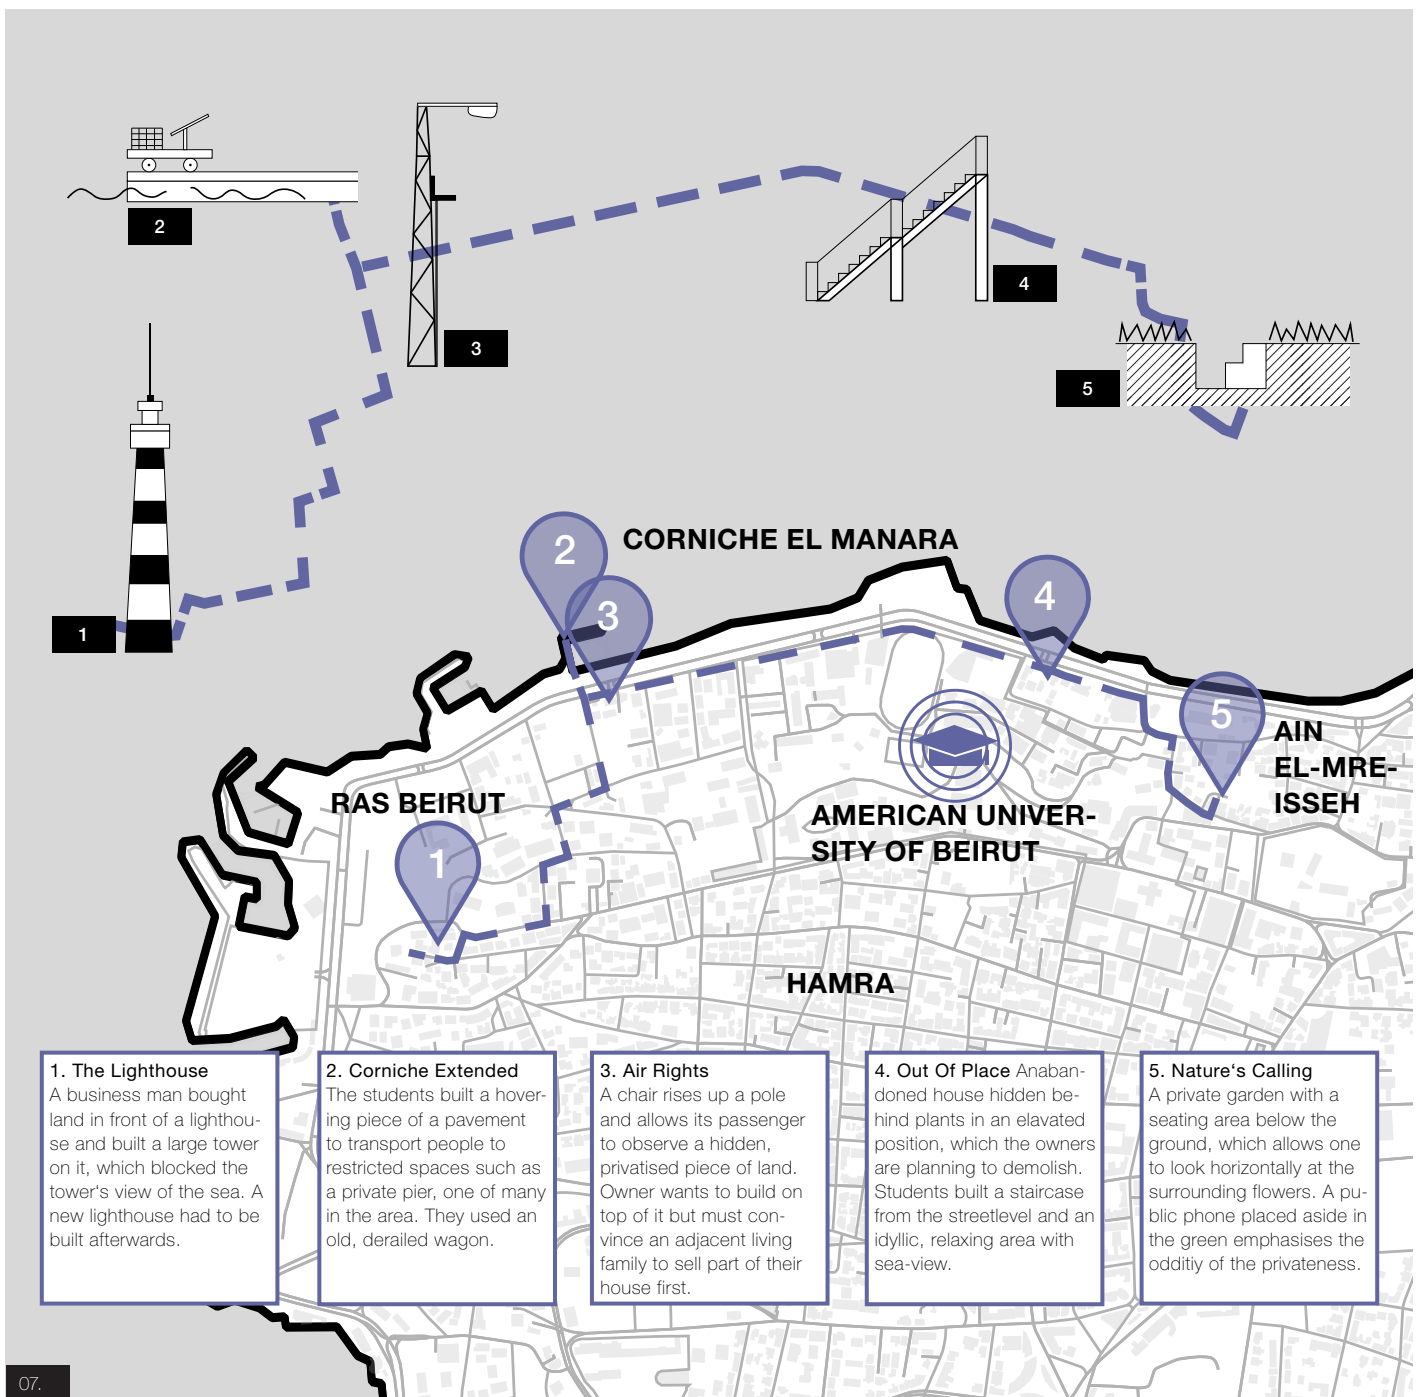 2
3
4
5
1
2
CORNICHE EL MANARA
3
4
5
AIN
EL-MRE-
ISSEH
RAS BEIRUT
1
AMERICAN UNIVER-
SITY OF BEIRUT
HAMRA
1. The Lighthouse
A business man bought
land in front of a lighthou-
se and built a large tower
on it, which blocked the
tower‘s view of the sea. A
new lighthouse had to be
built afterwards.
2. Corniche Extended
The students built a hover-
ing piece of a pavement
to transport people to
restricted spaces such as
a private pier, one of many
in the area. They used an
old, derailed wagon.
3. Air Rights
A chair rises up a pole
and allows its passenger
to observe a hidden,
privatised piece of land.
Owner wants to build on
top of it but must con-
vince an adjacent living
family to sell part of their
house first.
4. Out Of Place Anaban-
doned house hidden be-
hind plants in an elavated
position, which the owners
are planning to demolish.
Students built a staircase
from the streetlevel and an
idyllic, relaxing area with
sea-view.
5. Nature‘s Calling
A private garden with a
seating area below the
ground, which allows one
to look horizontally at the
surrounding flowers. A pu-
blic phone placed aside in
the green emphasises the
odditiy of the privateness.
07.